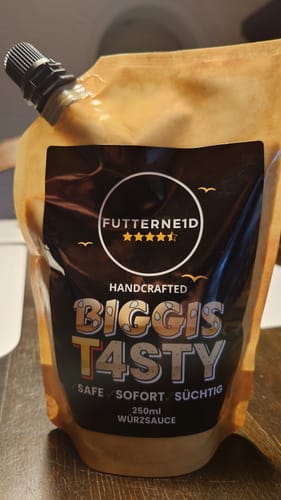 FUTTERNE1D
HANDCRAFTED
BIGGIS
T4STY
SAFE SOFORT SÜCHTIG
250ml
WÜRZSAUCE